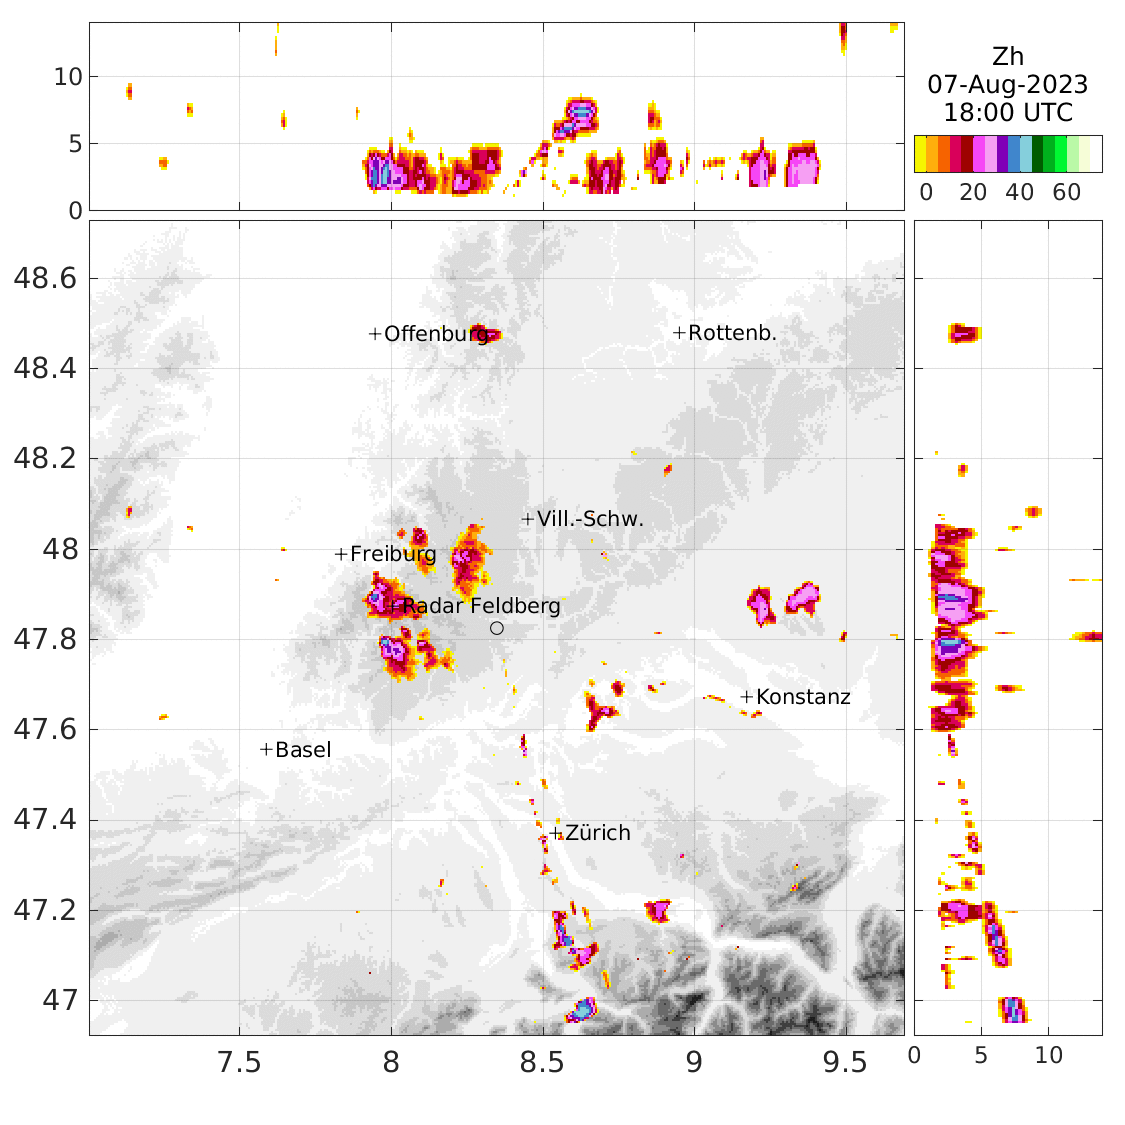 Zh
07-Aug-2023
18:00 UTC
0 20 40 60
10
5
0
48.6
48.4
48.2
48
47.8
47.6
47.4
47.2
47
+Offenburg
+Rottenb.
+Vill.-Schw.
+Freiburg
+Radar Feldberg
+Konstanz
+Basel
+Zürich
7.5 8 8.5 9 9.5
0 5 10